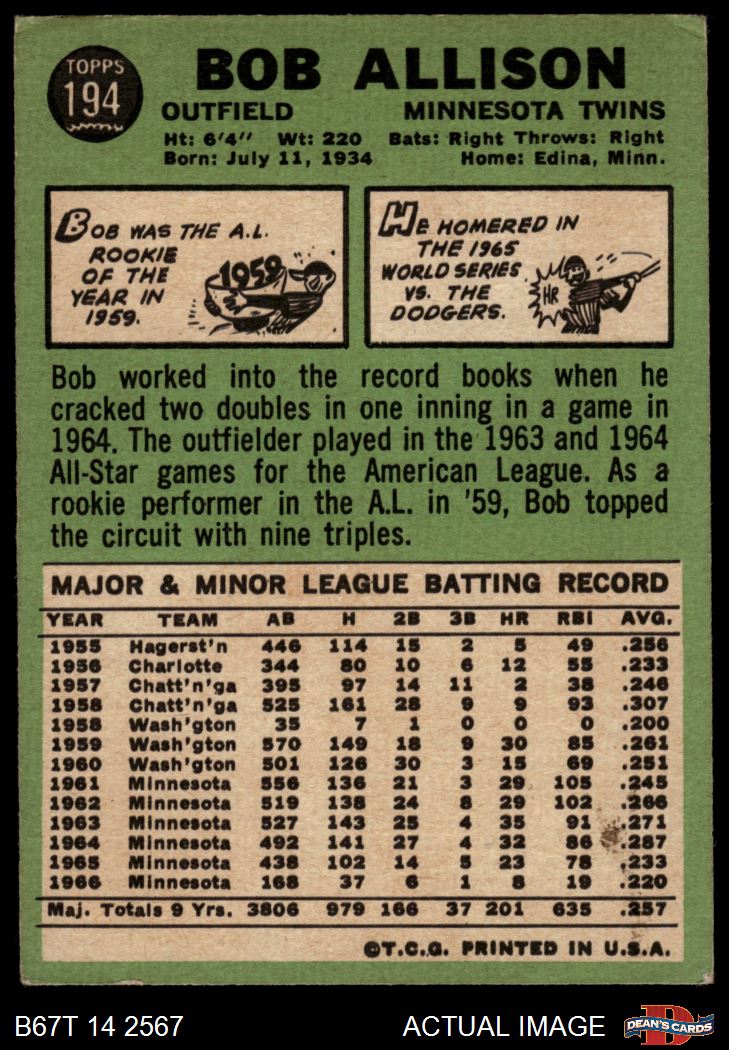 TOPPS
194
BOB ALLISON
OUTFIELD MINNESOTA TWINS
Ht: 6'4" Wt: 220 Bats: Right Throws: Right
Born: July 11, 1934 Home: Edina, Minn.
BOB WAS THE A.L.
ROOKIE
OF THE
YEAR IN
1959.
1959
HE HOMERED IN
THE 1965
WORLD SERIES
VS. THE
DODGERS.
HR
Bob worked into the record books when he
cracked two doubles in one inning in a game in
1964. The outfielder played in the 1963 and 1964
All-Star games for the American League. As a
rookie performer in the A.L. in '59, Bob topped
the circuit with nine triples.
MAJOR & MINOR LEAGUE BATTING RECORD
YEAR TEAM AB H 2B 3B HR RBI AVG.
1955 Hagerst'n 446 114 15 2 5 49 .256
1956 Charlotte 344 80 10 6 12 55 .233
1957 Chatt'n'ga 395 97 14 11 2 38 .246
1958 Chatt'n'ga 525 161 28 9 9 93 .307
1958 Wash'gton 35 7 1 0 0 0 .200
1959 Wash'gton 570 149 18 9 30 85 .261
1960 Wash'gton 501 126 30 3 15 69 .251
1961 Minnesota 556 136 21 3 29 105 .245
1962 Minnesota 519 138 24 8 29 102 .266
1963 Minnesota 527 143 25 4 35 91 .271
1964 Minnesota 492 141 27 4 32 86 .287
1965 Minnesota 438 102 14 5 23 78 .233
1966 Minnesota 168 37 6 1 8 19 .220
Maj. Totals 9 Yrs. 3806 979 166 37 201 635 .257
©T.C.G. PRINTED IN U.S.A.
B67T 14 2567 ACTUAL IMAGE
D
DEAN'S CARDS